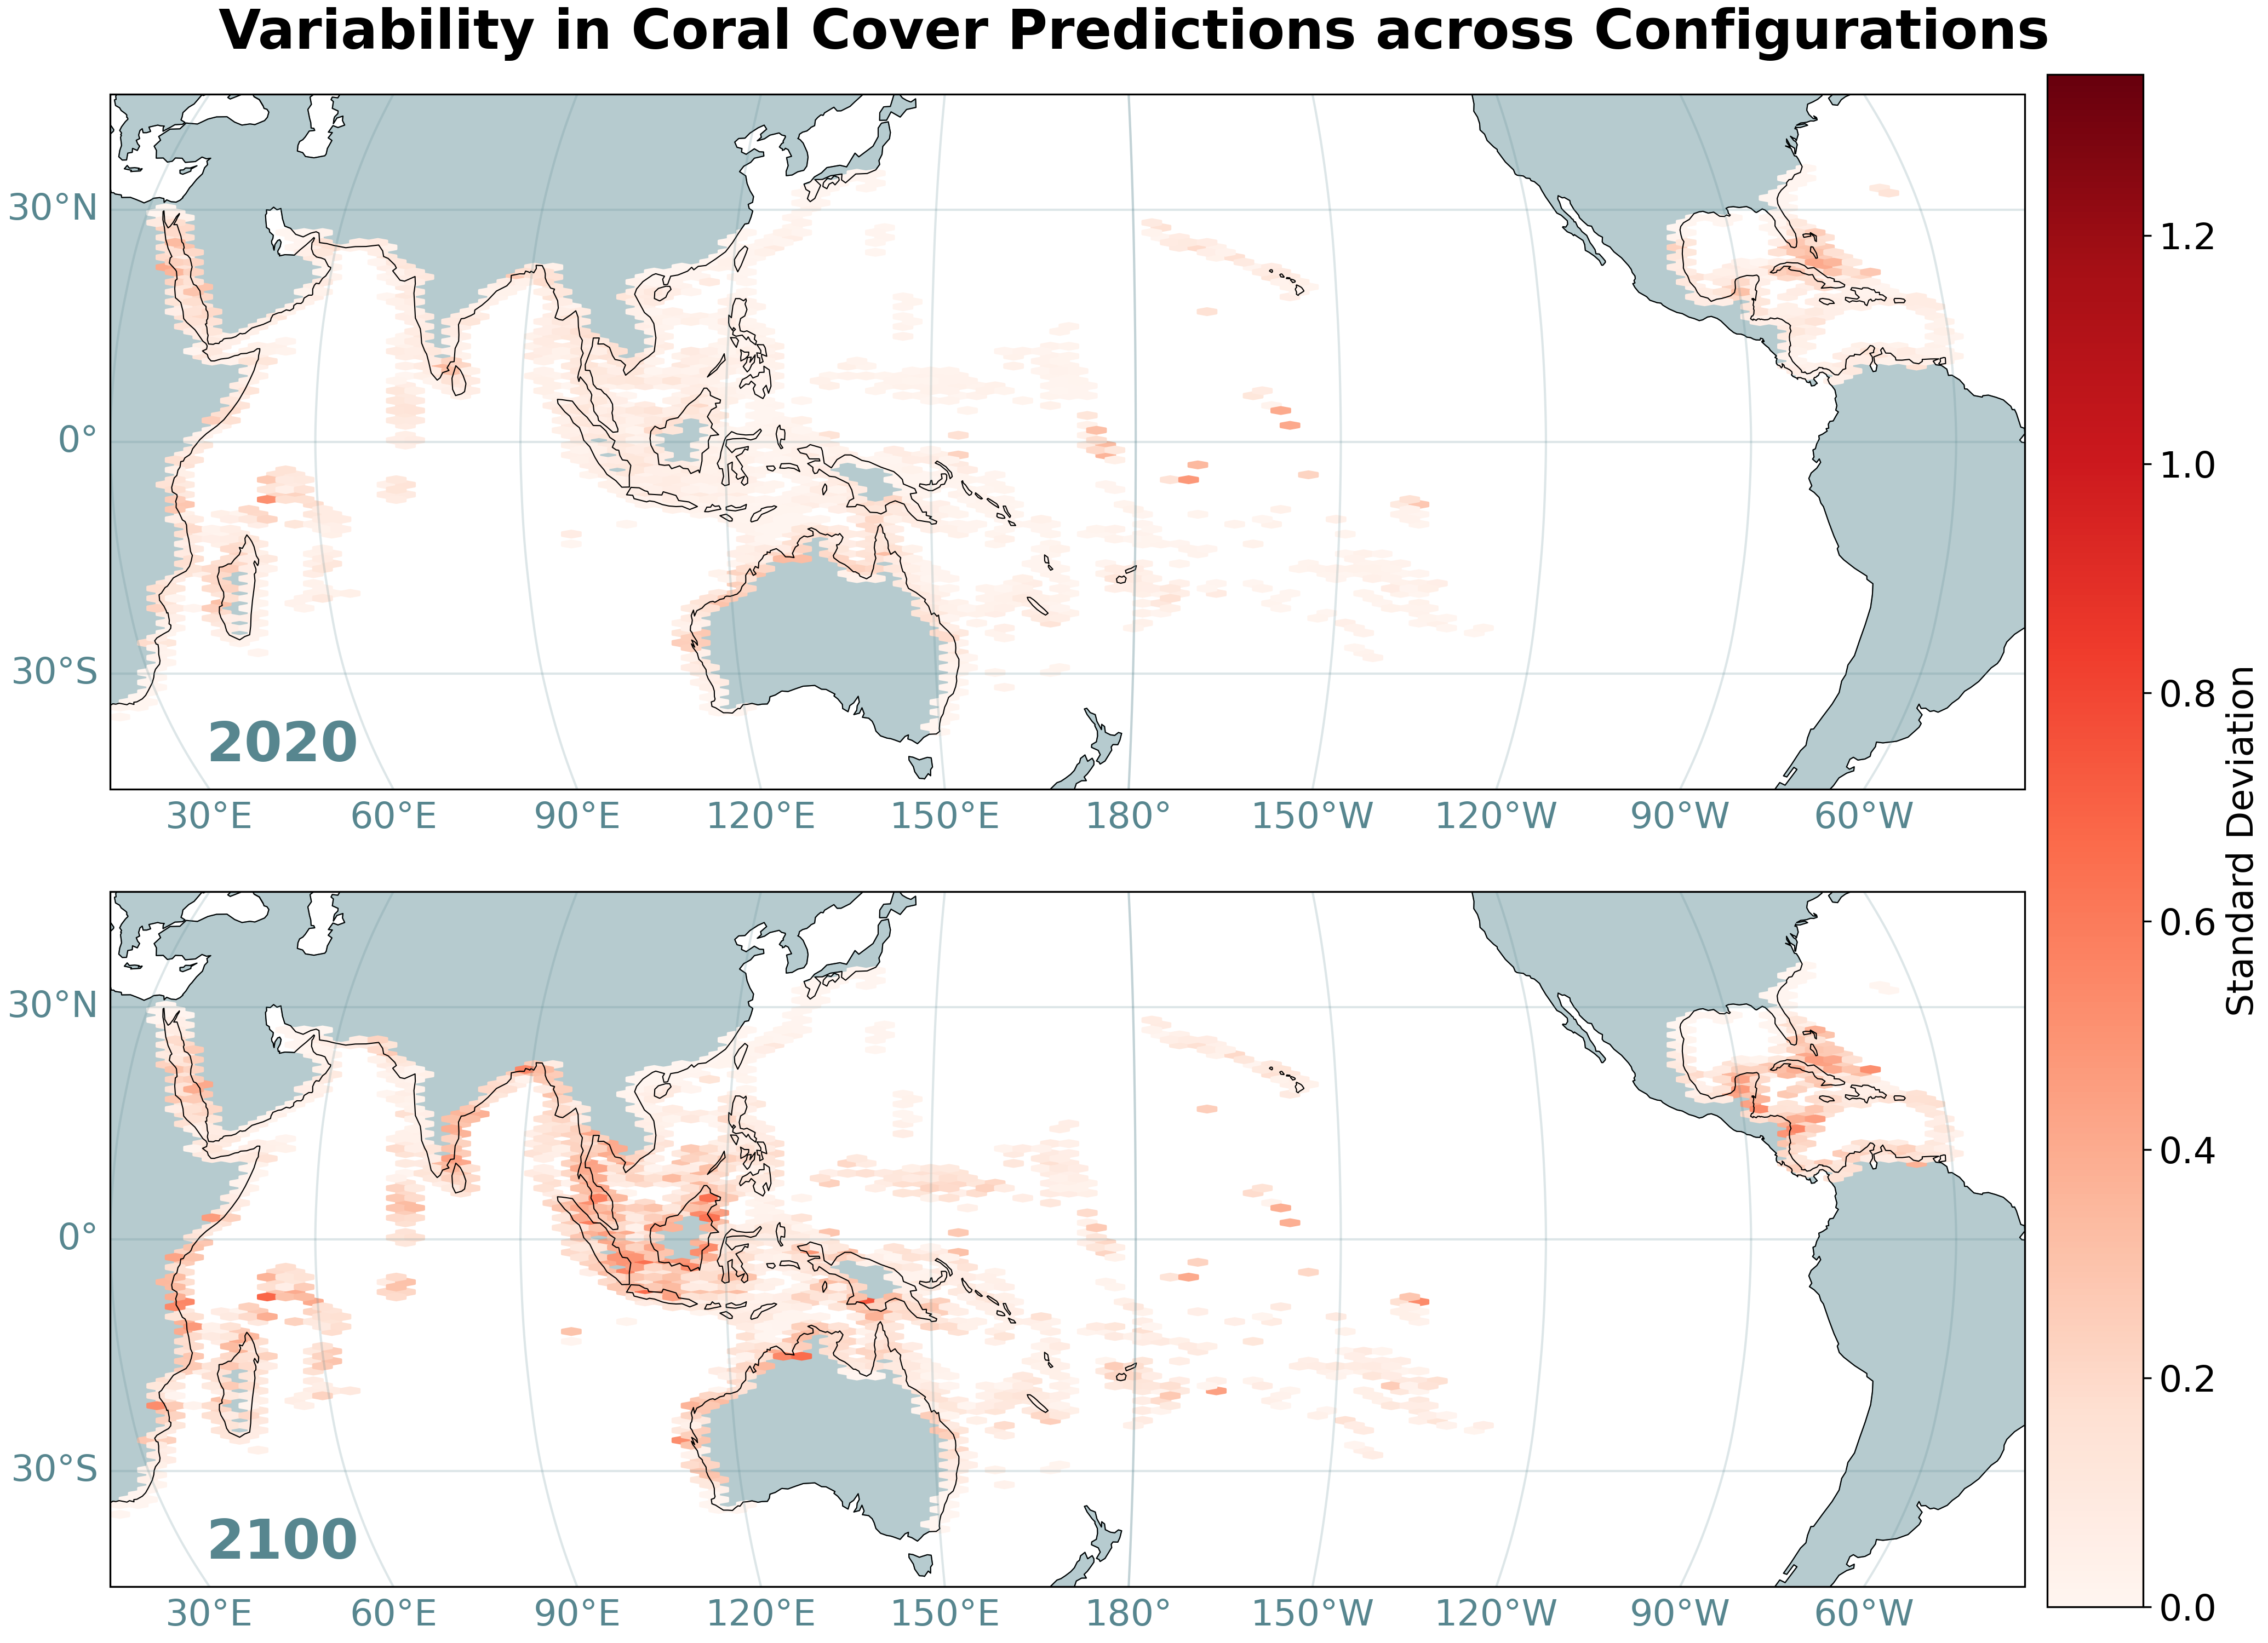 Variability in Coral Cover Predictions across Configurations
30°N
0°
30°S
2020
30°E 60°E 90°E 120°E 150°E 180° 150°W 120°W 90°W 60°W
30°N
0°
30°S
2100
30°E 60°E 90°E 120°E 150°E 180° 150°W 120°W 90°W 60°W
1.2
1.0
0.8
0.6
0.4
0.2
0.0
Standard Deviation